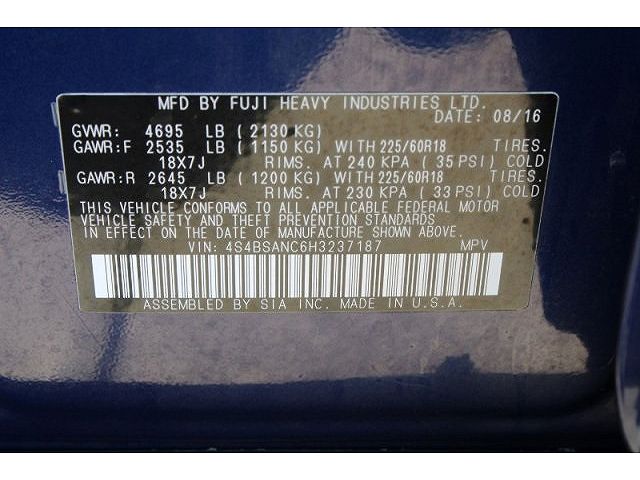 MFD BY FUJI HEAVY INDUSTRIES LTD.
DATE: 08/16
GVWR: 4695 LB (2130 KG)
GAWR:F 2535 LB (1150 KG) WITH 225/60R18 TIRES.
18X7J RIMS. AT 240 KPA (35 PSI) COLD
GAWR:R 2645 LB (1200 KG) WITH 225/60R18 TIRES.
18X7J RIMS. AT 230 KPA (33 PSI) COLD
THIS VEHICLE CONFORMS TO ALL APPLICABLE FEDERAL MOTOR
VEHICLE SAFETY AND THEFT PREVENTION STANDARDS
IN EFFECT ON THE DATE OF MANUFACTURE SHOWN ABOVE.
VIN: 4S4BSANC6H3237187 MPV
ASSEMBLED BY SIA INC. MADE IN U.S.A.